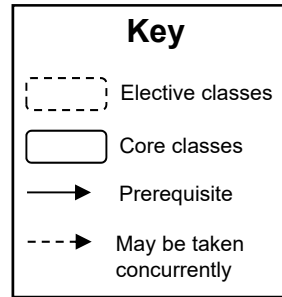 Key
Elective classes
Core classes
Prerequisite
May be taken
concurrently